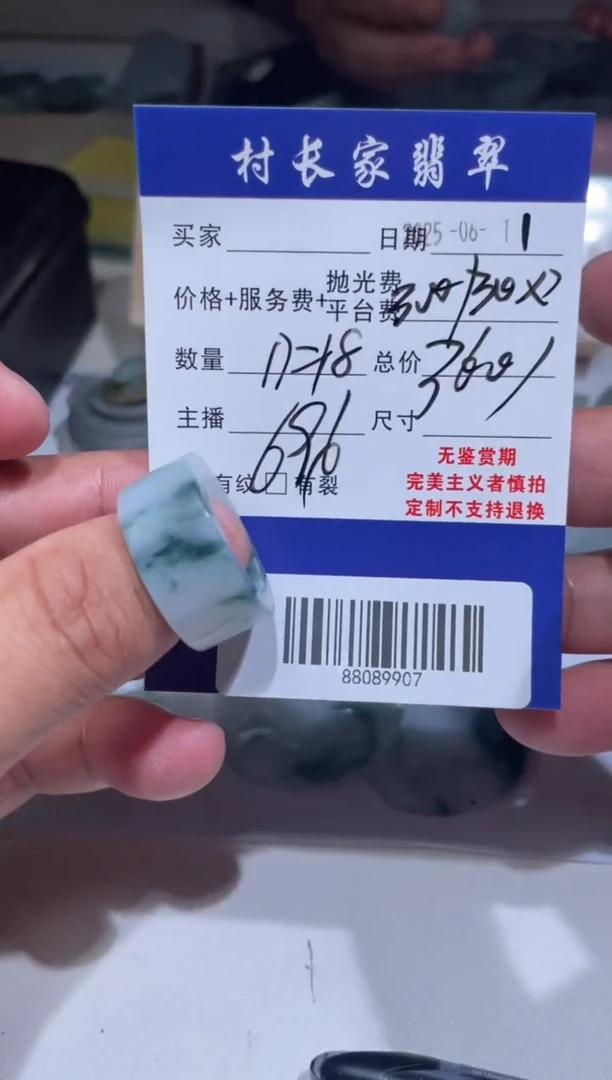 村长家翡翠
买家 日期 2025-06-11
价格+服务费+抛光费平台费
数量 总价
主播 696 尺寸
有纹 □ 有裂
无鉴赏期
完美主义者慎拍
定制不支持退换
88089907